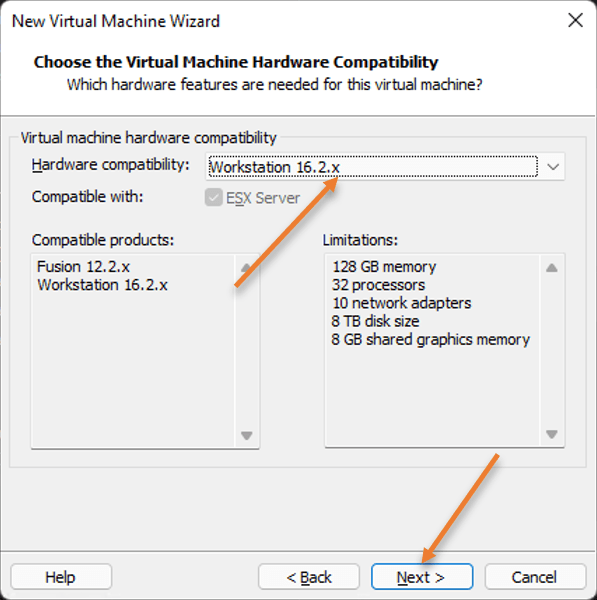 New Virtual Machine Wizard
Choose the Virtual Machine Hardware Compatibility
Which hardware features are needed for this virtual machine?
Virtual machine hardware compatibility
Hardware compatibility: Workstation 16.2.x
Compatible with: ESX Server
Compatible products:
Fusion 12.2.x
Workstation 16.2.x
Limitations:
128 GB memory
32 processors
10 network adapters
8 TB disk size
8 GB shared graphics memory
Help < Back Next > Cancel